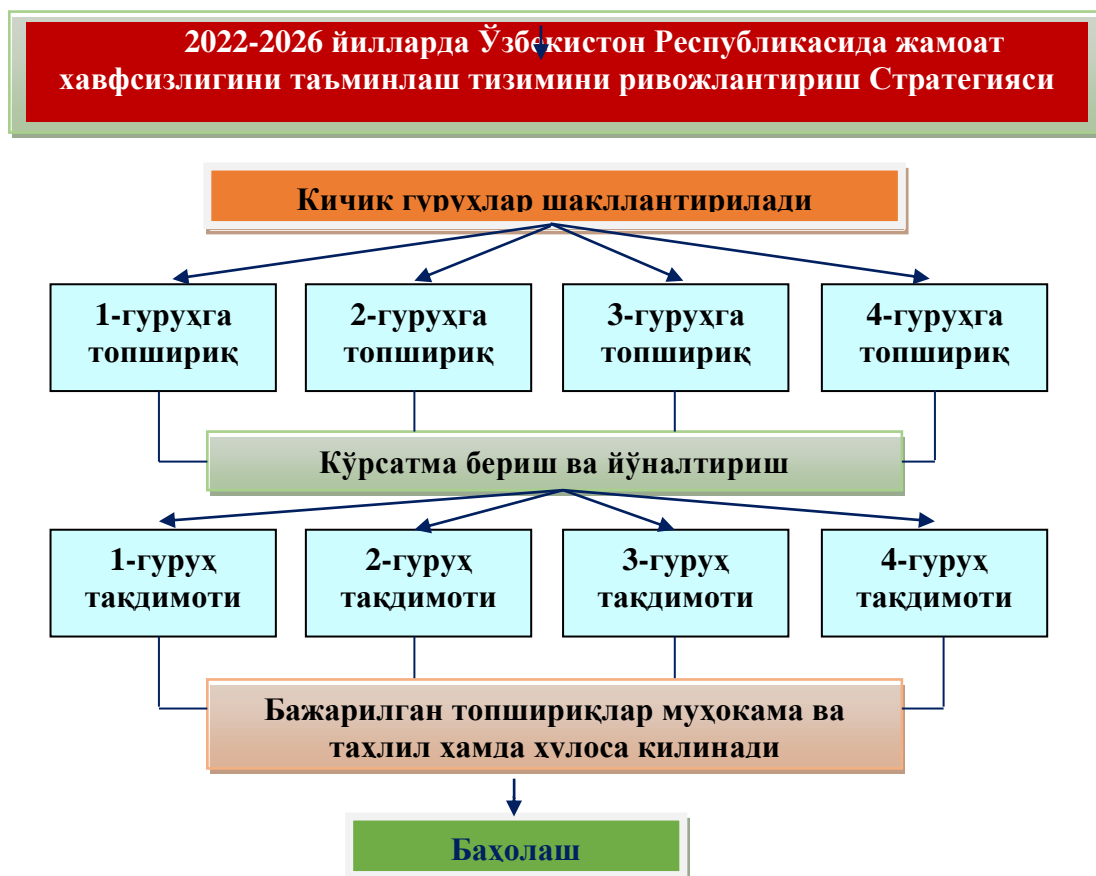 2022-2026 йилларда Ўзбекистон Республикасида жамоат
хавфсизлигини таъминлаш тизимини ривожлантириш Стратегияси
Кичик гуруҳлар шакллантирилади
1-гуруҳга
топшириқ
2-гуруҳга
топшириқ
3-гуруҳга
топшириқ
4-гуруҳга
топшириқ
Кўрсатма бериш ва йўналтириш
1-гуруҳ
тақдимоти
2-гуруҳ
тақдимоти
3-гуруҳ
тақдимоти
4-гуруҳ
тақдимоти
Бажарилган топшириқлар муҳокама ва
таҳлил ҳамда хулоса қилинади
Баҳолаш